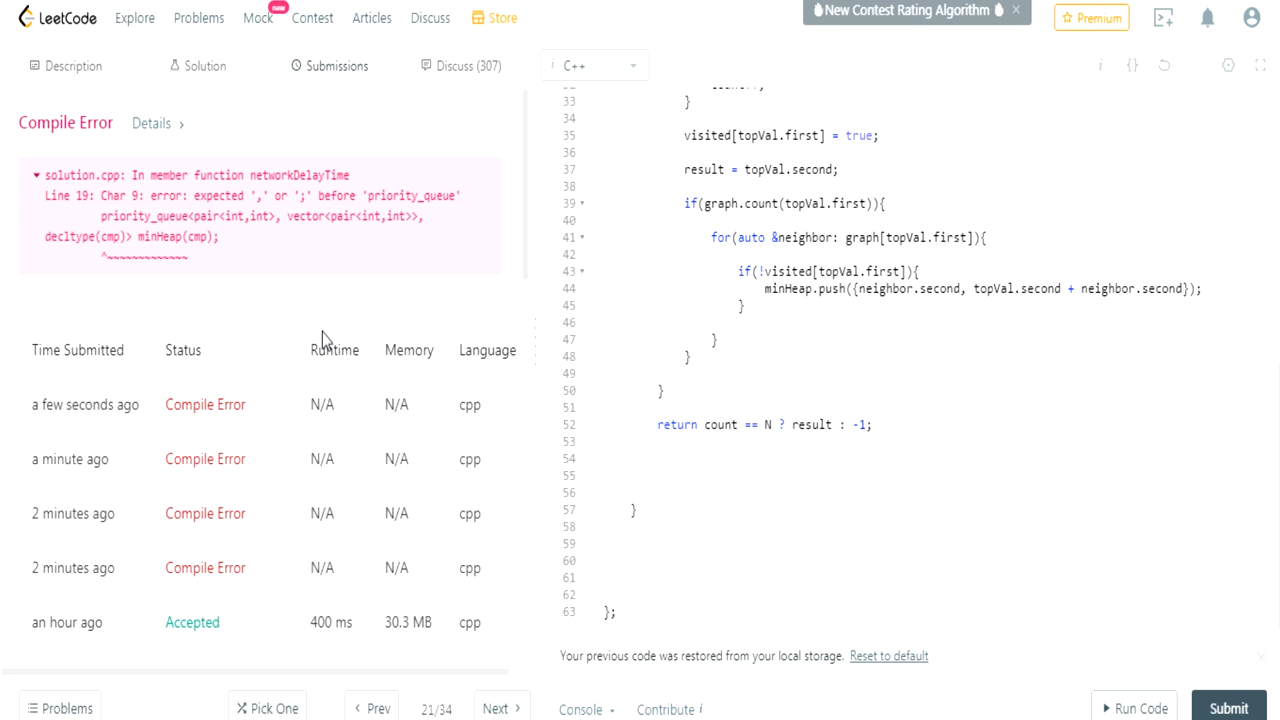 LeetCode Explore Problems Mock new Contest Articles Discuss Store New Contest Rating Algorithm × Premium
Description Solution Submissions Discuss (307) i C++ i {}
Compile Error Details ›
solution.cpp: In member function networkDelayTime
Line 19: Char 9: error: expected ',' or ';' before 'priority_queue'
priority_queue<pair<int,int>, vector<pair<int,int>>,
decltype(cmp)> minHeap(cmp);
^~~~~~~~~~~~~~
Time Submitted Status Runtime Memory Language
a few seconds ago Compile Error N/A N/A cpp
a minute ago Compile Error N/A N/A cpp
2 minutes ago Compile Error N/A N/A cpp
2 minutes ago Compile Error N/A N/A cpp
an hour ago Accepted 400 ms 30.3 MB cpp
33 }
34
35 visited[topVal.first] = true;
36
37 result = topVal.second;
38
39 if(graph.count(topVal.first)){
40
41 for(auto &neighbor: graph[topVal.first]){
42
43 if(!visited[topVal.first]){
44 minHeap.push({neighbor.second, topVal.second + neighbor.second});
45 }
46
47 }
48 }
49
50 }
51
52 return count == N ? result : -1;
53
54
55
56
57 }
58
59
60
61
62
63 };
Your previous code was restored from your local storage. Reset to default
Problems Pick One ‹ Prev 21/34 Next › Console Contribute i Run Code Submit